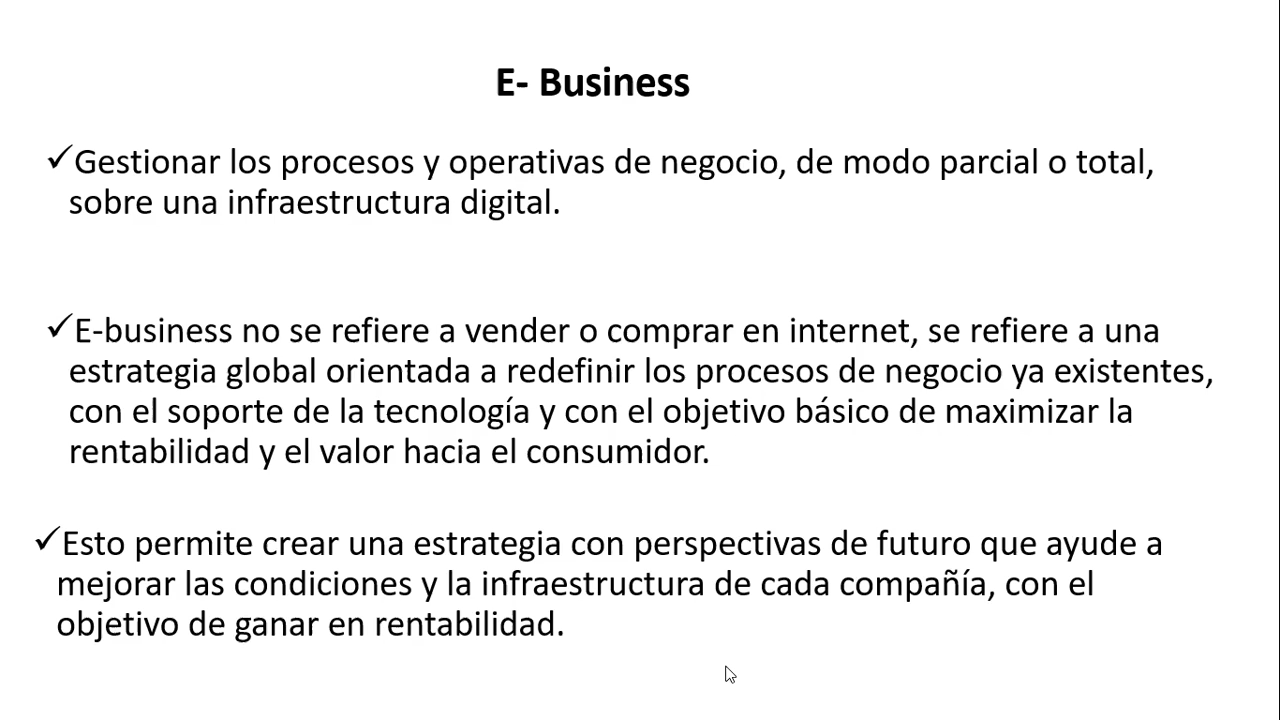 E- Business
✓Gestionar los procesos y operativas de negocio, de modo parcial o total,
sobre una infraestructura digital.
✓E-business no se refiere a vender o comprar en internet, se refiere a una
estrategia global orientada a redefinir los procesos de negocio ya existentes,
con el soporte de la tecnología y con el objetivo básico de maximizar la
rentabilidad y el valor hacia el consumidor.
✓Esto permite crear una estrategia con perspectivas de futuro que ayude a
mejorar las condiciones y la infraestructura de cada compañía, con el
objetivo de ganar en rentabilidad.